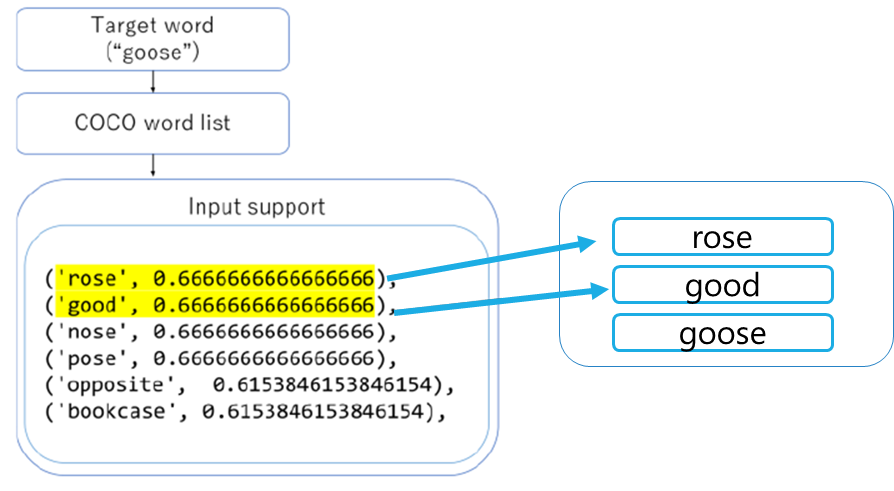 Target word
(“goose”)
COCO word list
Input support
('rose', 0.6666666666666666),
('good', 0.6666666666666666),
('nose', 0.6666666666666666),
('pose', 0.6666666666666666),
('opposite', 0.6153846153846154),
('bookcase', 0.6153846153846154),
rose
good
goose